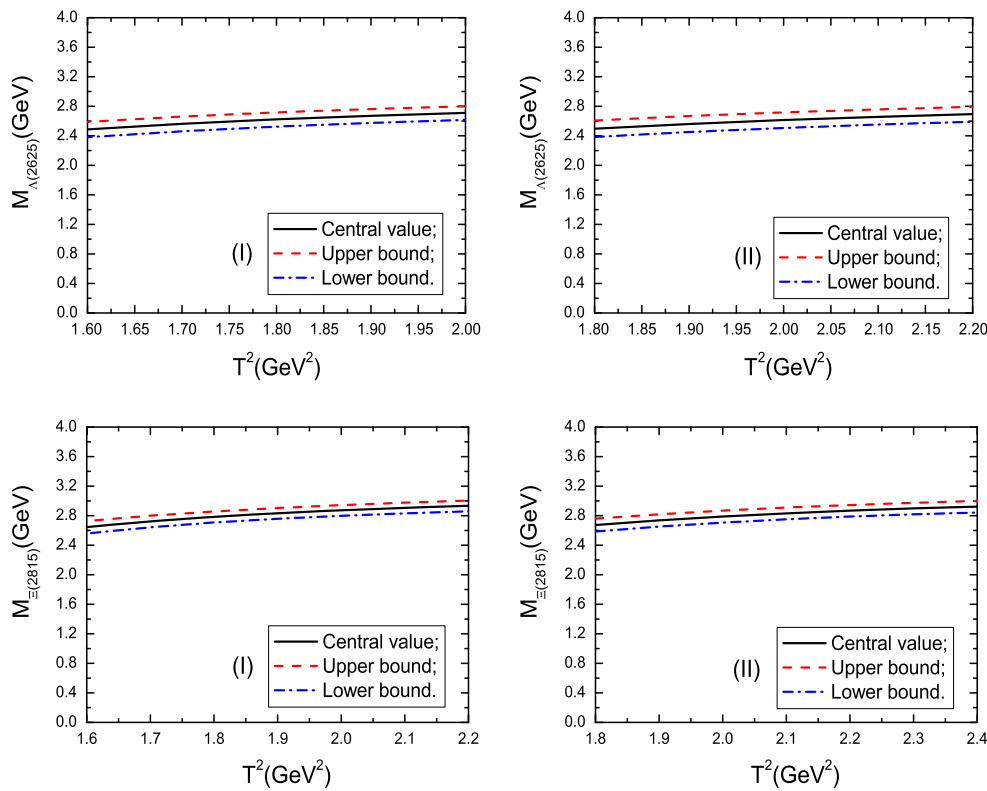 4.0
3.6
3.2
2.8
2.4
2.0
1.6
1.2
0.8
0.4
0.0
M_Λ(2625)(GeV)
(I)
Central value;
Upper bound;
Lower bound.
1.60 1.65 1.70 1.75 1.80 1.85 1.90 1.95 2.00
T²(GeV²)
4.0
3.6
3.2
2.8
2.4
2.0
1.6
1.2
0.8
0.4
0.0
M_Λ(2625)(GeV)
(II)
Central value;
Upper bound;
Lower bound.
1.80 1.85 1.90 1.95 2.00 2.05 2.10 2.15 2.20
T²(GeV²)
4.0
3.6
3.2
2.8
2.4
2.0
1.6
1.2
0.8
0.4
0.0
M_Ξ(2815)(GeV)
(I)
Central value;
Upper bound;
Lower bound.
1.6 1.7 1.8 1.9 2.0 2.1 2.2
T²(GeV²)
4.0
3.6
3.2
2.8
2.4
2.0
1.6
1.2
0.8
0.4
0.0
M_Ξ(2815)(GeV)
(II)
Central value;
Upper bound;
Lower bound.
1.8 1.9 2.0 2.1 2.2 2.3 2.4
T²(GeV²)